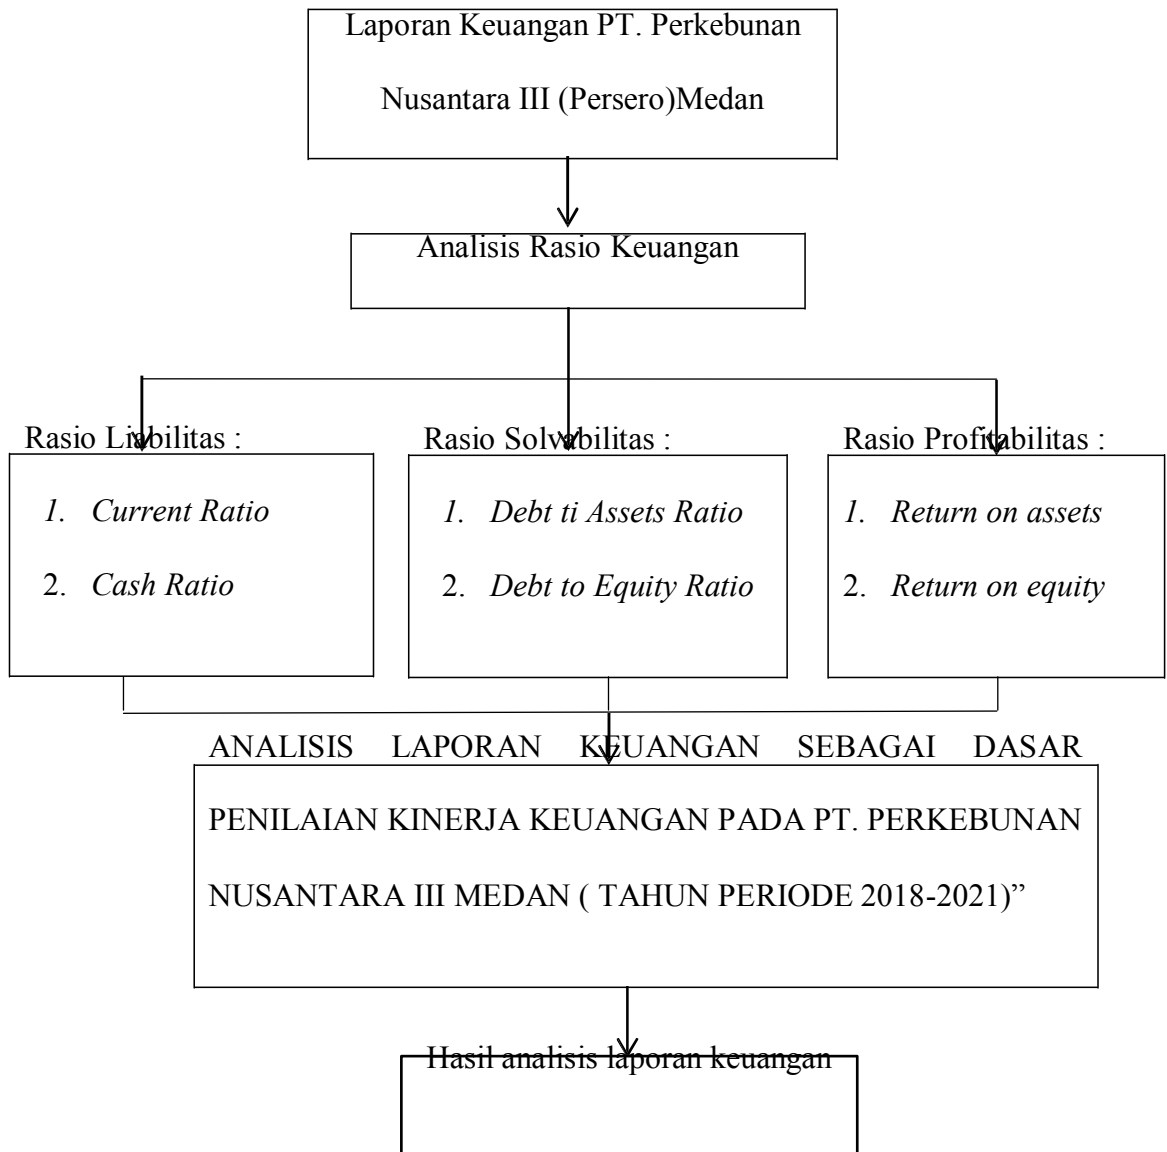 Laporan Keuangan PT. Perkebunan
Nusantara III (Persero)Medan
Analisis Rasio Keuangan
Rasio Liabilitas :
1. Current Ratio
2. Cash Ratio
Rasio Solvabilitas :
1. Debt ti Assets Ratio
2. Debt to Equity Ratio
Rasio Profitabilitas :
1. Return on assets
2. Return on equity
ANALISIS LAPORAN KEUANGAN SEBAGAI DASAR
PENILAIAN KINERJA KEUANGAN PADA PT. PERKEBUNAN
NUSANTARA III MEDAN ( TAHUN PERIODE 2018-2021)”
Hasil analisis laporan keuangan